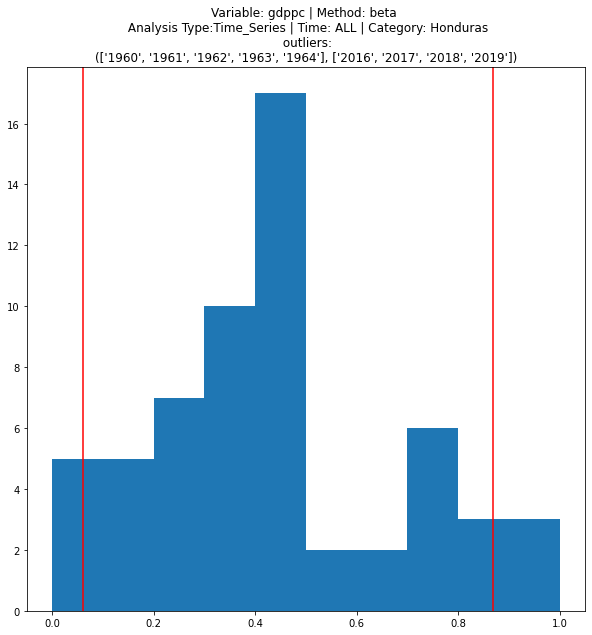 Variable: gdppc | Method: beta
Analysis Type:Time_Series | Time: ALL | Category: Honduras
outliers:
(['1960', '1961', '1962', '1963', '1964'], ['2016', '2017', '2018', '2019'])
16
14
12
10
8
6
4
2
0
0.0 0.2 0.4 0.6 0.8 1.0